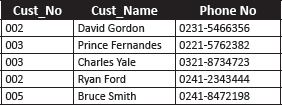 Cust_No Cust_Name Phone No
002 David Gordon 0231-5466356
003 Prince Fernandes 0221-5762382
003 Charles Yale 0321-8734723
002 Ryan Ford 0241-2343444
005 Bruce Smith 0241-8472198